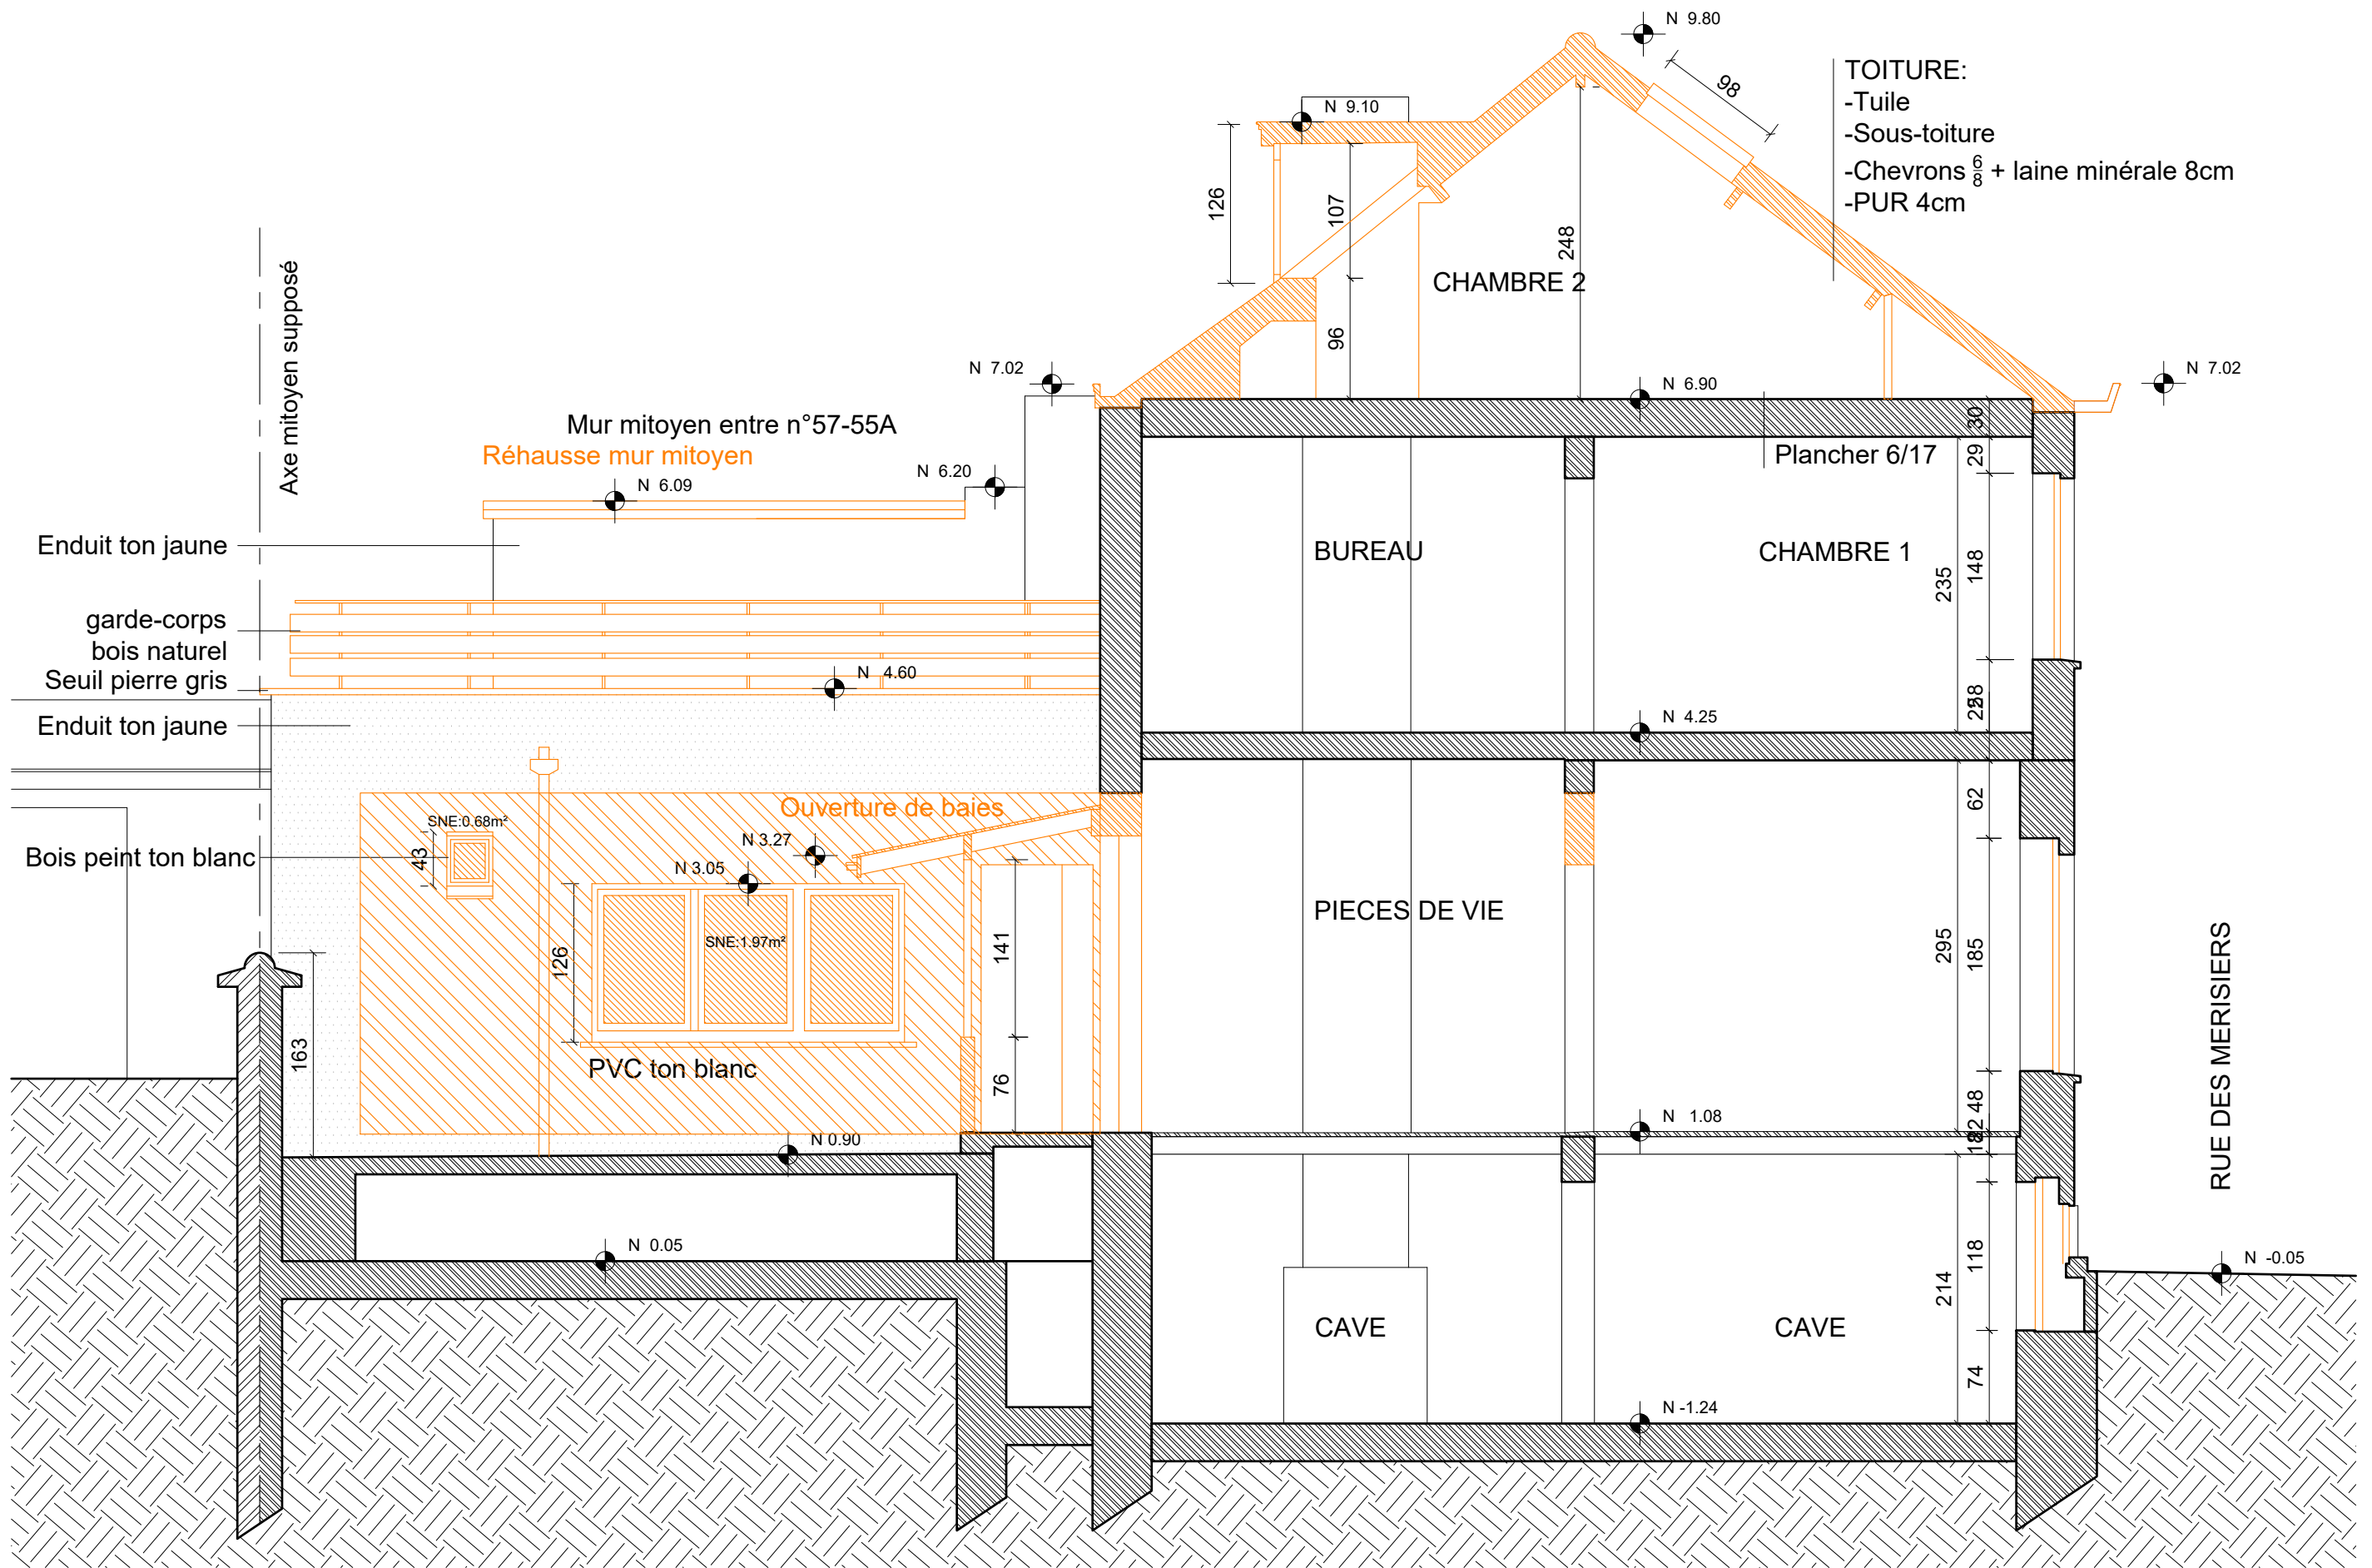 N 9.80
TOITURE:
-Tuile
-Sous-toiture
-Chevrons 6/8 + laine minérale 8cm
-PUR 4cm
98
N 9.10
126
107
248
CHAMBRE 2
96
Axe mitoyen supposé
N 7.02
N 6.90
N 7.02
Mur mitoyen entre n°57-55A
Réhausse mur mitoyen
N 6.20
N 6.09
30
29
Plancher 6/17
Enduit ton jaune
BUREAU
CHAMBRE 1
235
148
garde-corps
bois naturel
Seuil pierre gris
N 4.60
Enduit ton jaune
N 4.25
62
Ouverture de baies
SNE:0.68m²
43
Bois peint ton blanc
N 3.27
N 3.05
126
SNE:1.97m²
141
PIECES DE VIE
295
185
RUE DES MERISIERS
163
PVC ton blanc
76
48
N 1.08
N 0.90
N 0.05
118
214
N -0.05
CAVE
CAVE
74
N -1.24